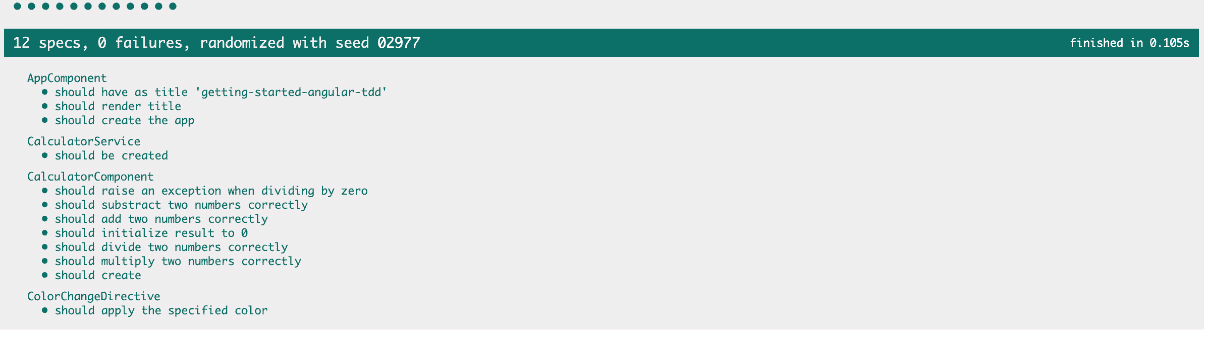 12 specs, 0 failures, randomized with seed 02977 finished in 0.105s
AppComponent
• should have as title 'getting-started-angular-tdd'
• should render title
• should create the app
CalculatorService
• should be created
CalculatorComponent
• should raise an exception when dividing by zero
• should substract two numbers correctly
• should add two numbers correctly
• should initialize result to 0
• should divide two numbers correctly
• should multiply two numbers correctly
• should create
ColorChangeDirective
• should apply the specified color